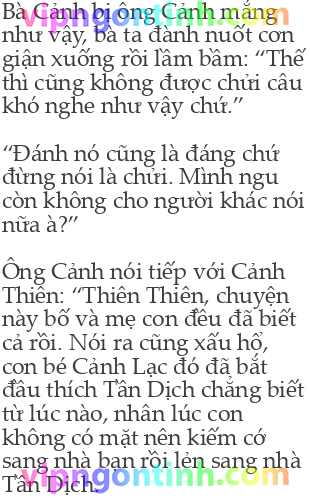 Bà Cảnh bị ông Cảnh mắng
như vậy, bà ta đành nuốt cơn
giận xuống rồi lầm bầm: “Thế
thì cũng không được chửi câu
khó nghe như vậy chứ.”
“Đánh nó cũng là đáng chứ
đừng nói là chửi. Mình ngu
còn không cho người khác nói
nữa à?”
Ông Cảnh nói tiếp với Cảnh
Thiên: “Thiên Thiên, chuyện
này bố và mẹ con đều đã biết
cả rồi. Nói ra cũng xấu hổ,
con bé Cảnh Lạc đó đã bắt
đầu thích Tần Dịch chẳng biết
từ lúc nào, nhân lúc con
không có mặt nên kiếm cớ
sang nhà bạn rồi lẻn sang nhà
Tần Dịch.
vipngontinh.com
vipngontinh.com